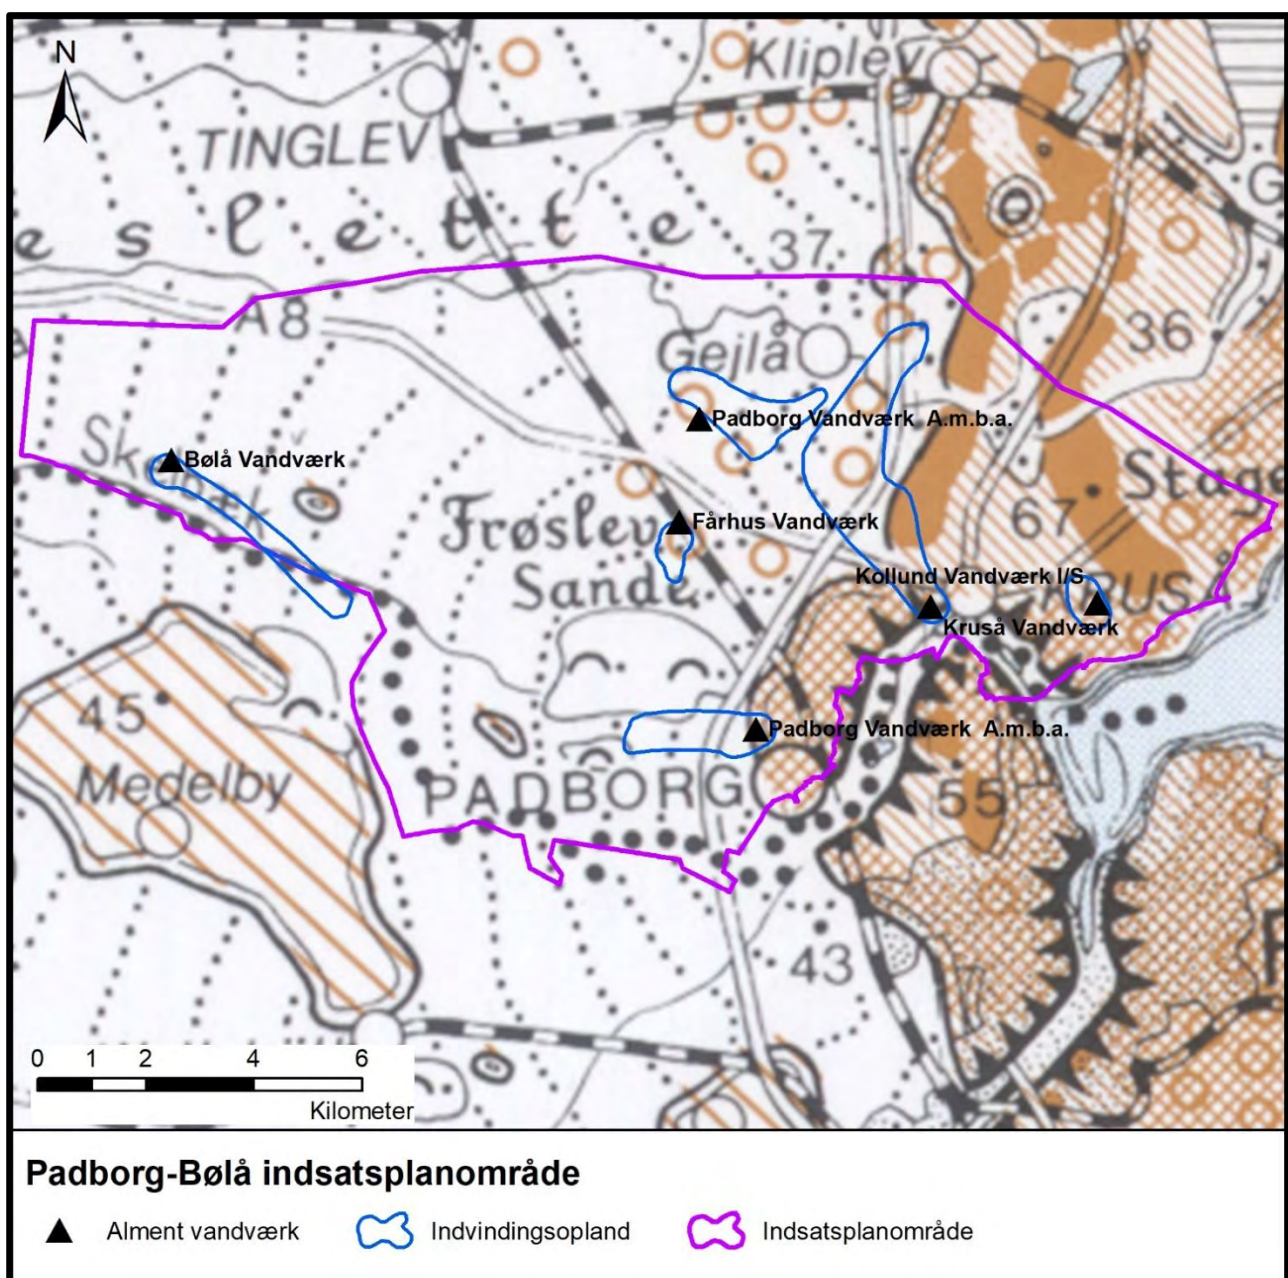 N
Kliplev
TINGLEV
G
e s l e t t e
37
A 8
36
Gejlå
Padborg Vandværk A.m.b.a.
Bølå Vandværk
67
Fårhus Vandværk
Frøslev
Sande
Kollund Vandværk I/S
RUS
Kruså Vandværk
45
Padborg Vandværk A.m.b.a.
Medelby
PADBORG
55
43
0 1 2 4 6
Kilometer
Padborg-Bølå indsatsplanområde
Alment vandværk
Indvindingsopland
Indsatsplanområde